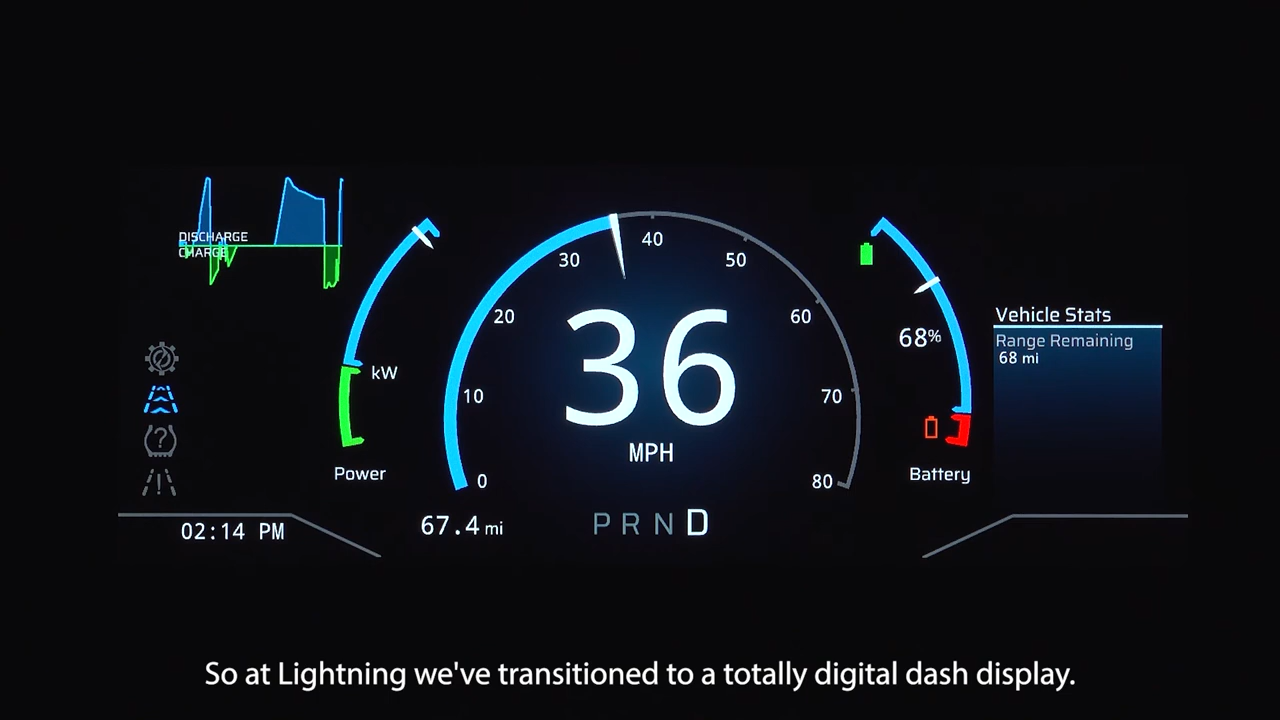 DISCHARGE
CHARGE
kW
Power
0
10
20
30
40
50
60
70
80
36
MPH
68%
Battery
Vehicle Stats
Range Remaining
68 mi
?
!
02:14 PM
67.4 mi
P R N D
So at Lightning we've transitioned to a totally digital dash display.